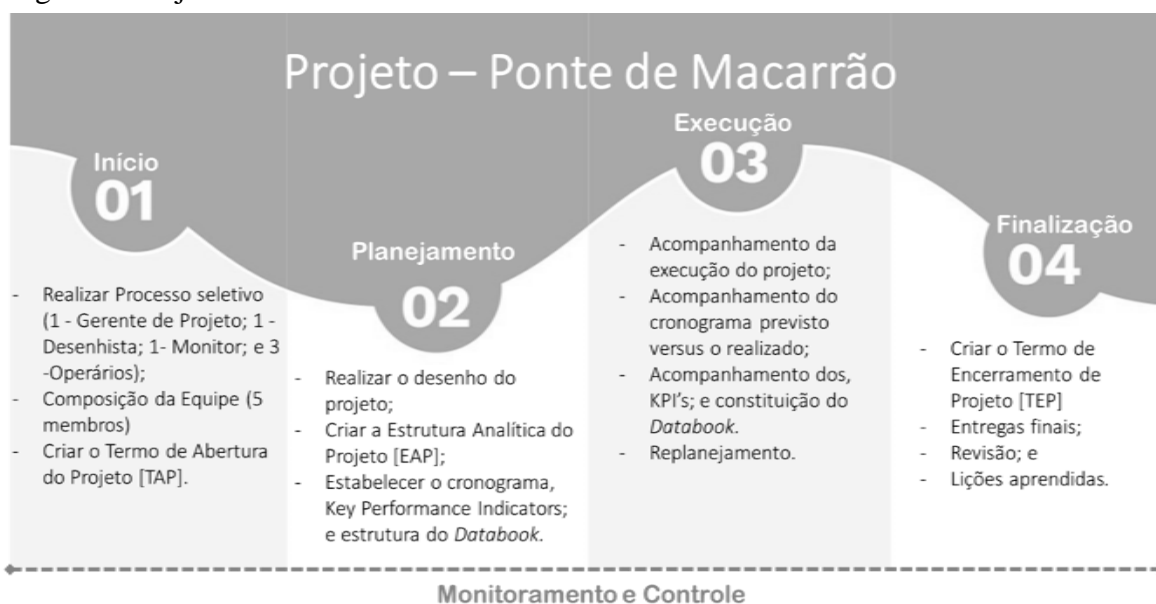 Projeto – Ponte de Macarrão
Início
01
- Realizar Processo seletivo
(1 - Gerente de Projeto; 1 -
Desenhista; 1- Monitor; e 3
-Operários);
- Composição da Equipe (5
membros)
- Criar o Termo de Abertura
do Projeto [TAP].
Planejamento
02
- Realizar o desenho do
projeto;
- Criar a Estrutura Analítica do
Projeto [EAP];
- Estabelecer o cronograma,
Key Performance Indicators;
e estrutura do Databook.
Execução
03
- Acompanhamento da
execução do projeto;
- Acompanhamento do
cronograma previsto
versus o realizado;
- Acompanhamento dos,
KPI’s; e constituição do
Databook.
- Replanejamento.
Finalização
04
- Criar o Termo de
Encerramento de
Projeto [TEP]
- Entregas finais;
- Revisão; e
- Lições aprendidas.
Monitoramento e Controle